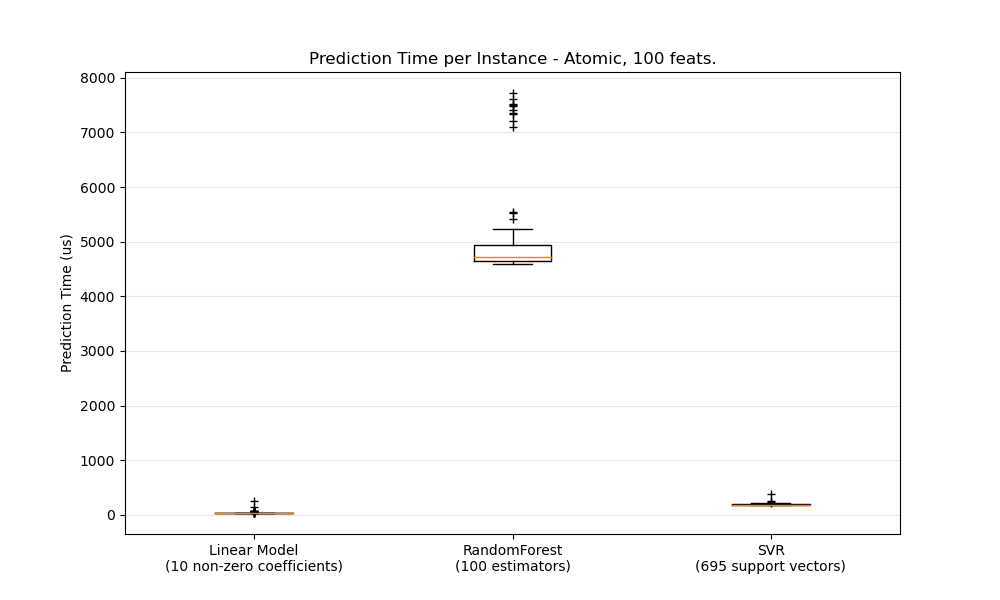 Prediction Time per Instance - Atomic, 100 feats.
Prediction Time (us)
8000
7000
6000
5000
4000
3000
2000
1000
0
Linear Model
(10 non-zero coefficients)
RandomForest
(100 estimators)
SVR
(695 support vectors)